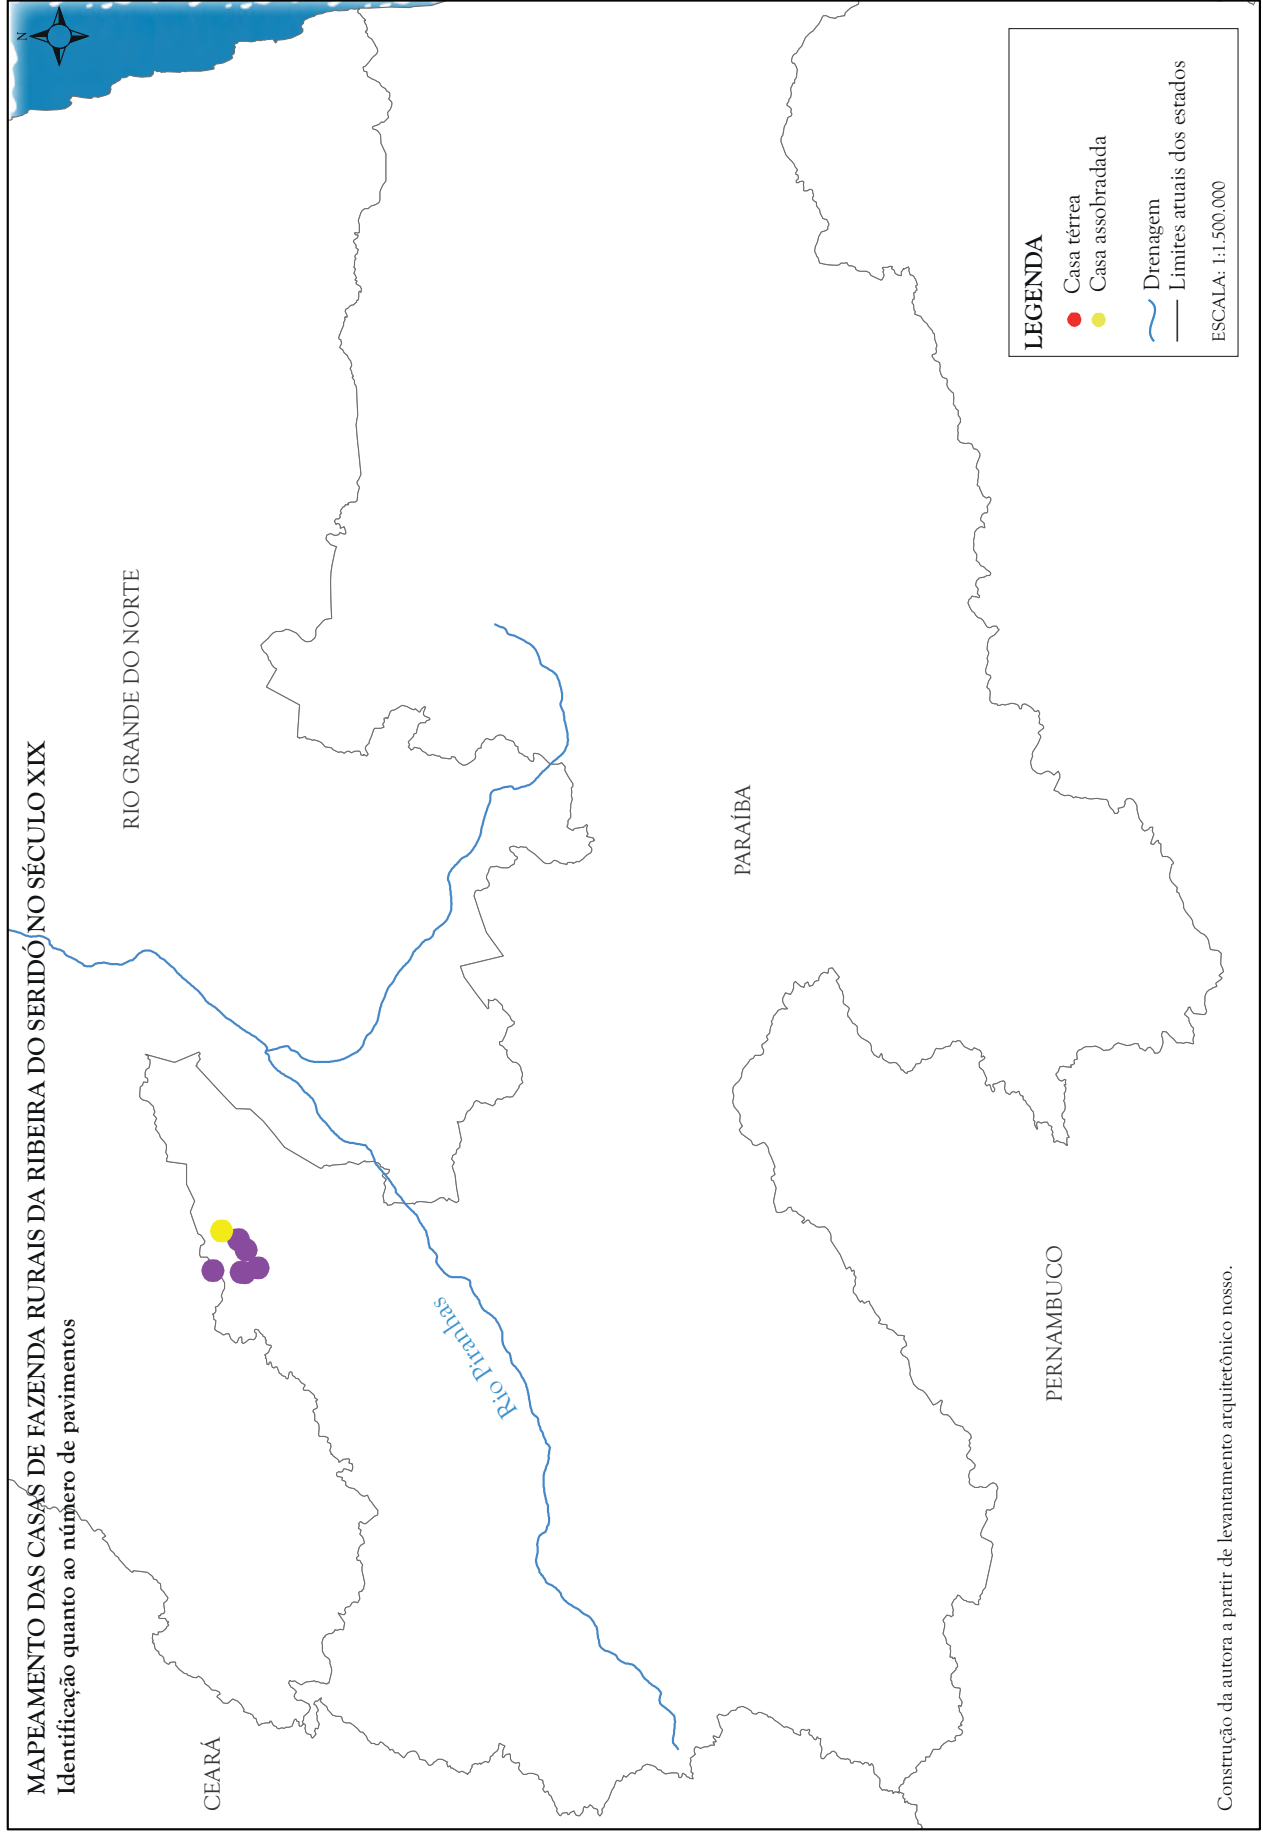 MAPEAMENTO DAS CASAS DE FAZENDA RURAIS DA RIBEIRA DO SERIDÓ NO SÉCULO XIX
Identificação quanto ao número de pavimentos
N
CEARÁ
RIO GRANDE DO NORTE
Rio Piranhas
PARAÍBA
PERNAMBUCO
LEGENDA
Casa térrea
Casa assobradada
Drenagem
Limites atuais dos estados
ESCALA: 1:1.500.000
Construção da autora a partir de levantamento arquitetônico nosso.